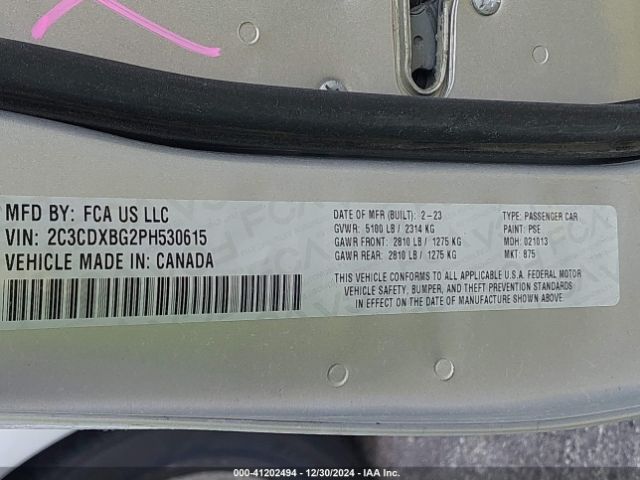 MFD BY: FCA US LLC
VIN: 2C3CDXBG2PH530615
VEHICLE MADE IN: CANADA
DATE OF MFR (BUILT): 2-23
GVWR: 5100 LB / 2314 KG
GAWR FRONT: 2810 LB / 1275 KG
GAWR REAR: 2810 LB / 1275 KG
TYPE: PASSENGER CAR
PAINT: PSE
MDH: 021013
MKT: 875
THIS VEHICLE CONFORMS TO ALL APPLICABLE U.S.A. FEDERAL MOTOR
VEHICLE SAFETY, BUMPER, AND THEFT PREVENTION STANDARDS
IN EFFECT ON THE DATE OF MANUFACTURE SHOWN ABOVE
000-41202494 - 12/30/2024 - IAA Inc.